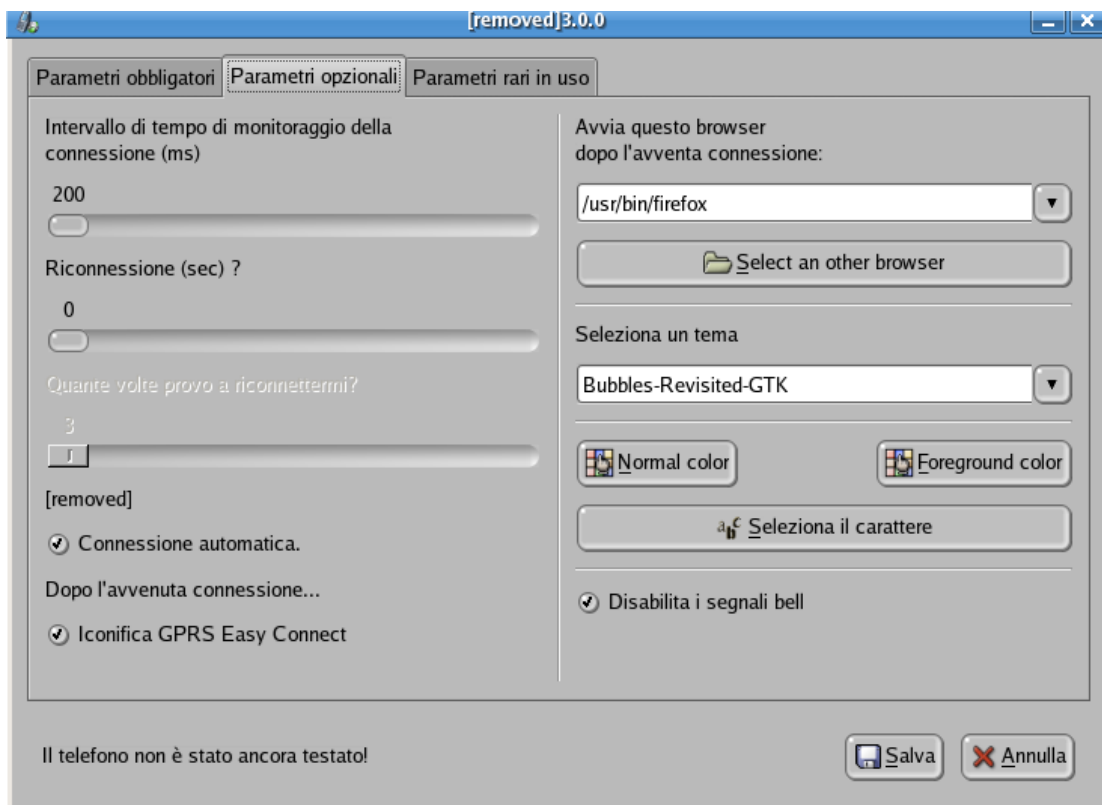 [removed]3.0.0
Parametri obbligatori
Parametri opzionali
Parametri rari in uso
Intervallo di tempo di monitoraggio della
connessione (ms)
200
Riconnessione (sec) ?
0
Quante volte provo a riconnettermi?
3
[removed]
Connessione automatica.
Dopo l'avvenuta connessione...
Iconifica GPRS Easy Connect
Avvia questo browser
dopo l'avventa connessione:
/usr/bin/firefox
Select an other browser
Seleziona un tema
Bubbles-Revisited-GTK
Normal color
Foreground color
abc Seleziona il carattere
Disabilita i segnali bell
Il telefono non è stato ancora testato!
Salva
Annulla